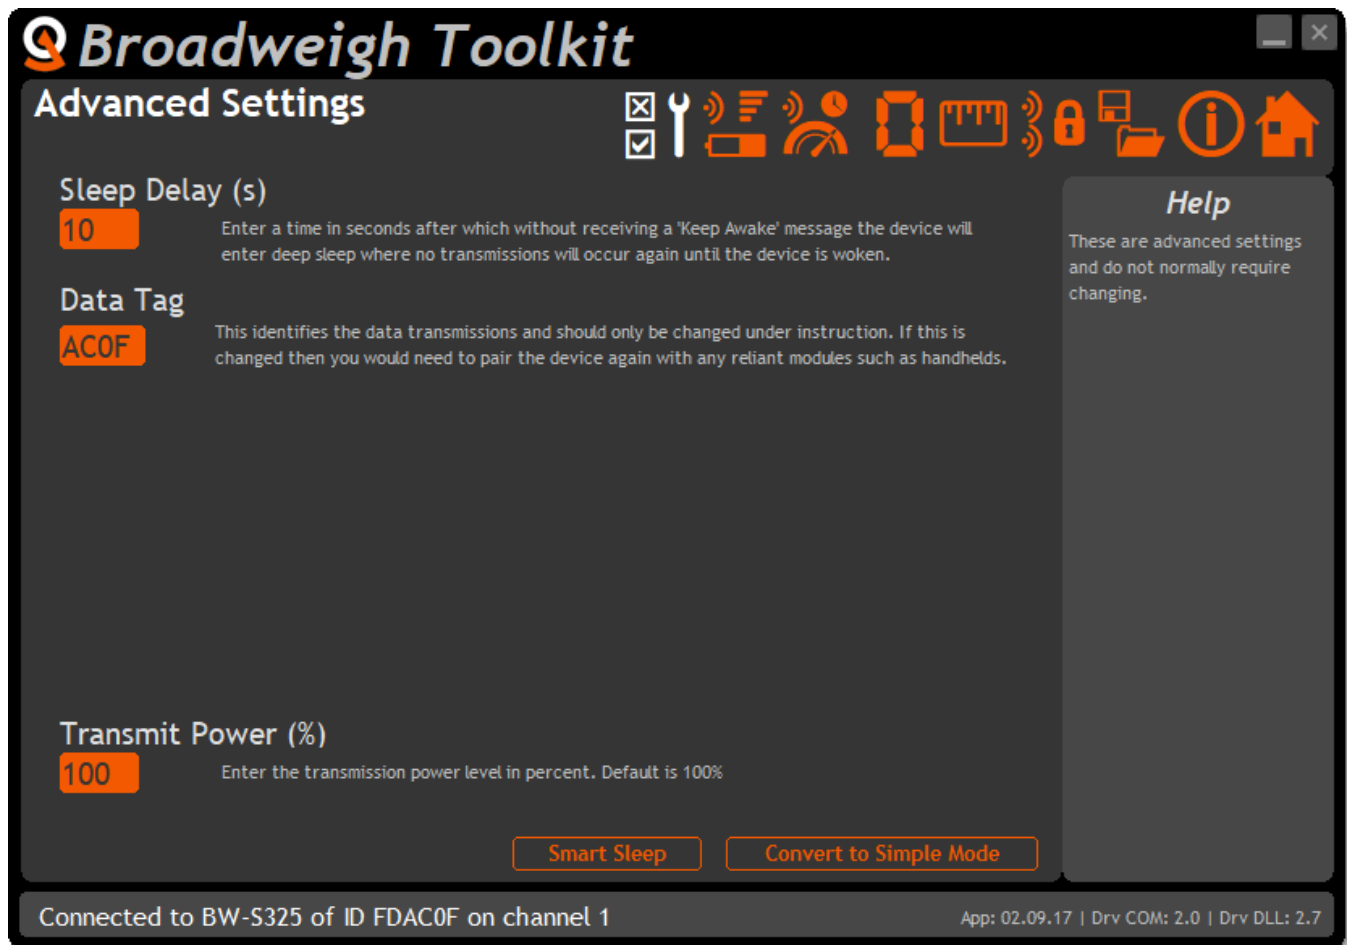 Broadweigh Toolkit
Advanced Settings
Sleep Delay (s)
10
Enter a time in seconds after which without receiving a 'Keep Awake' message the device will
enter deep sleep where no transmissions will occur again until the device is woken.
Data Tag
AC0F
This identifies the data transmissions and should only be changed under instruction. If this is
changed then you would need to pair the device again with any reliant modules such as handhelds.
Transmit Power (%)
100
Enter the transmission power level in percent. Default is 100%
Smart Sleep
Convert to Simple Mode
Help
These are advanced settings
and do not normally require
changing.
Connected to BW-S325 of ID FDAC0F on channel 1
App: 02.09.17 | Drv COM: 2.0 | Drv DLL: 2.7